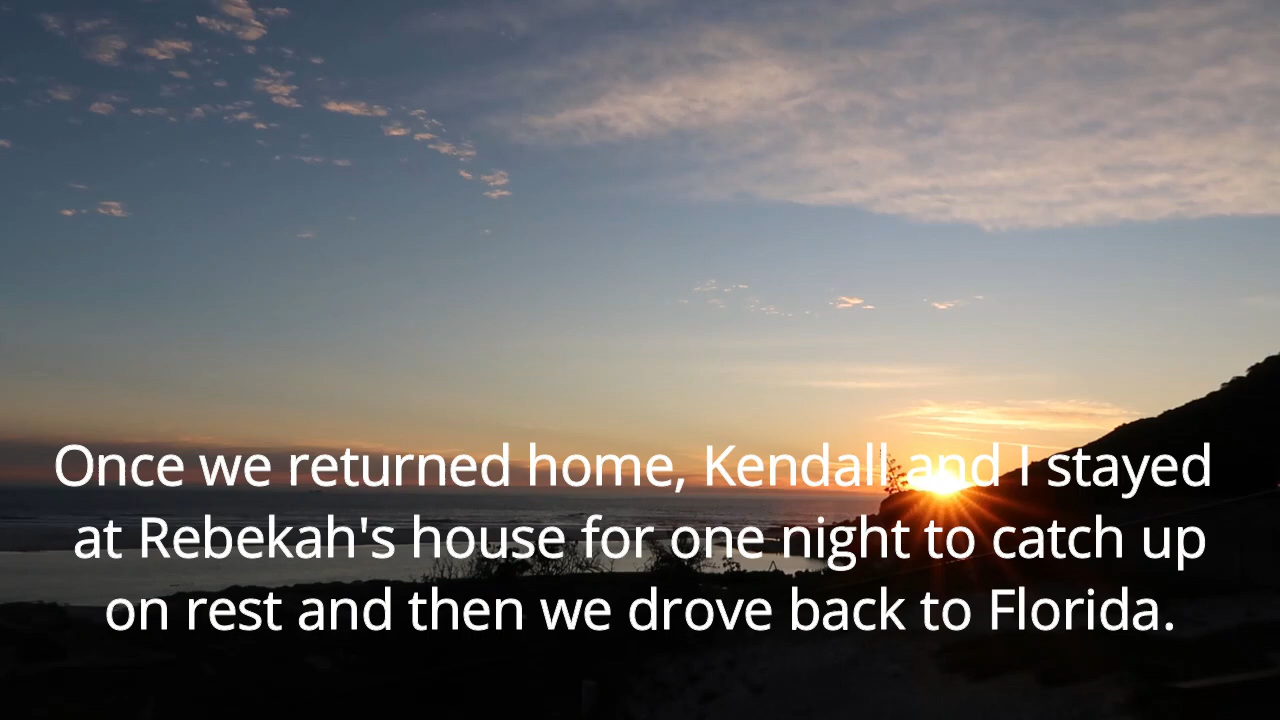 Once we returned home, Kendall and I stayed
at Rebekah's house for one night to catch up
on rest and then we drove back to Florida.